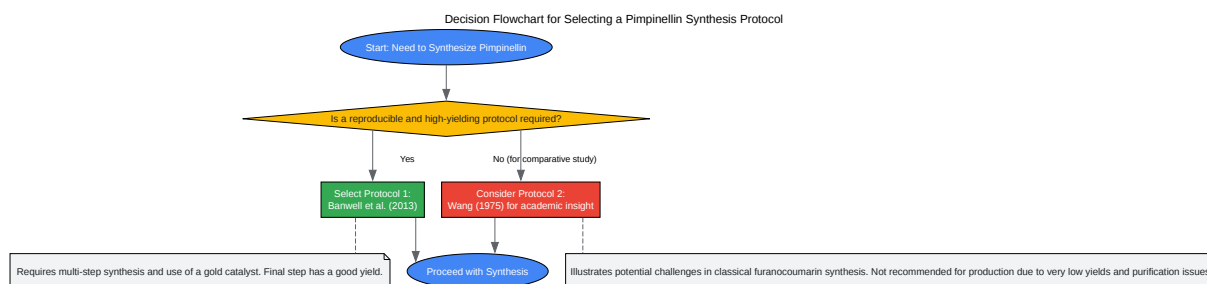 Decision Flowchart for Selecting a Pimpinellin Synthesis Protocol
Start: Need to Synthesize Pimpinellin
Is a reproducible and high-yielding protocol required?
Yes
No (for comparative study)
Select Protocol 1:
Banwell et al. (2013)
Consider Protocol 2:
Wang (1975) for academic insight
Requires multi-step synthesis and use of a gold catalyst. Final step has a good yield.
Proceed with Synthesis
Illustrates potential challenges in classical furanocoumarin synthesis. Not recommended for production due to very low yields and purification issues